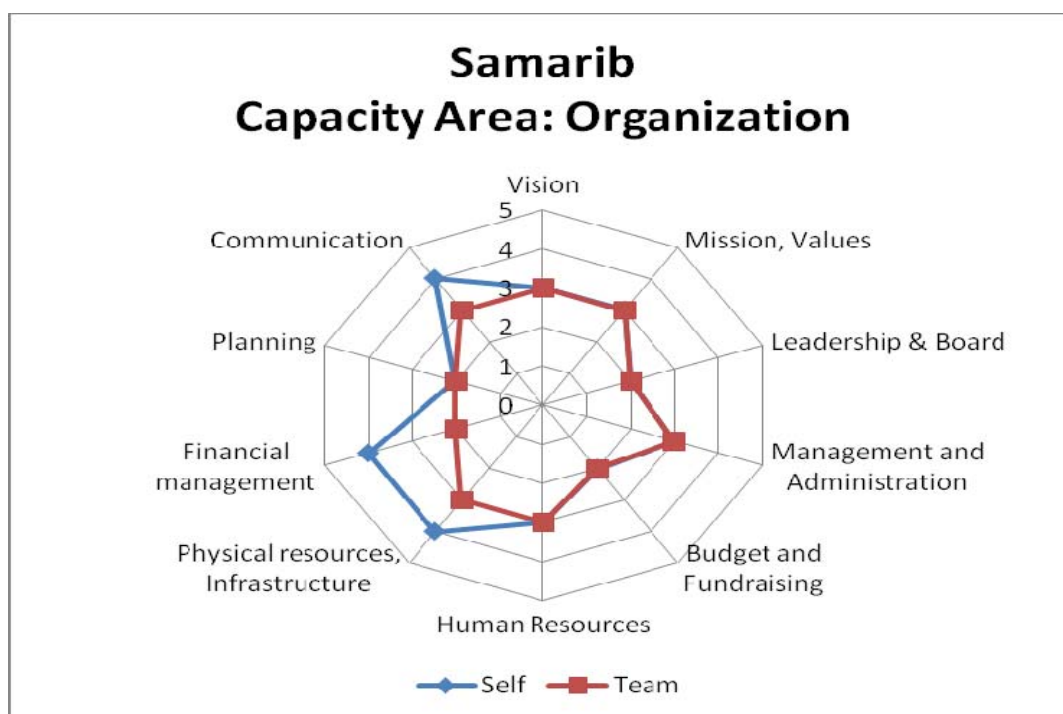 Samarib
Capacity Area: Organization
Vision
5
Communication
4
Mission, Values
3
Planning
2
Leadership & Board
1
0
Financial
management
Management and
Administration
Physical resources,
Infrastructure
Budget and
Fundraising
Human Resources
Self
Team